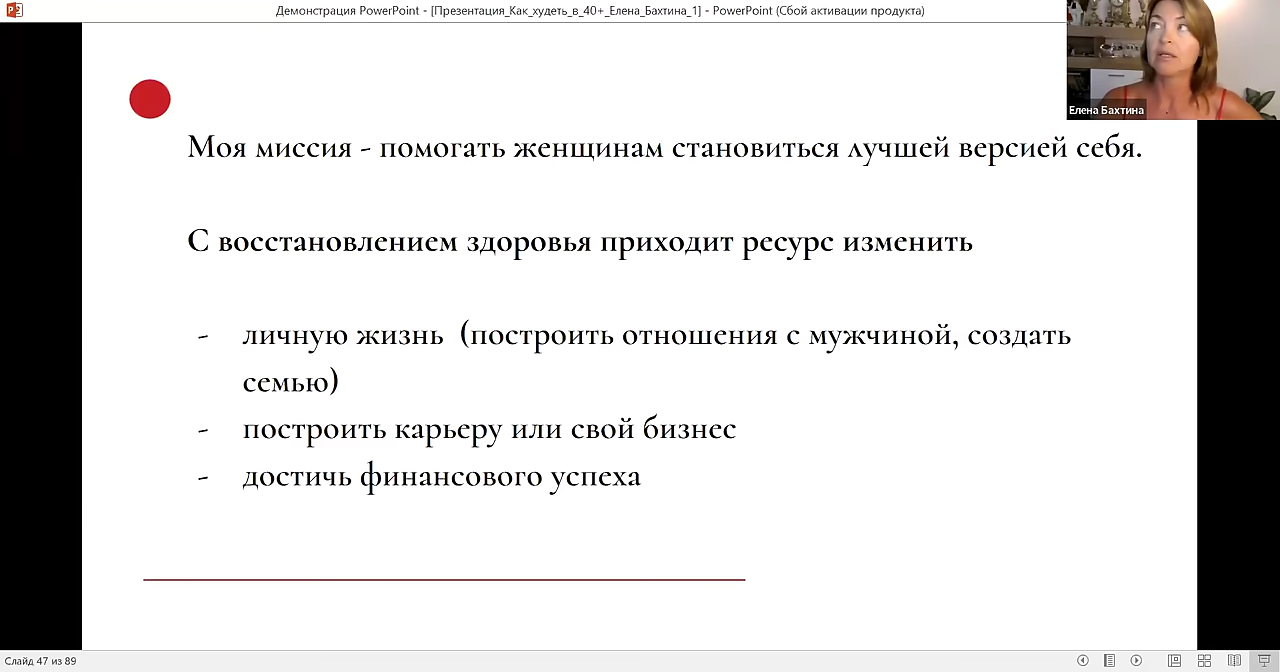 Демонстрация PowerPoint - [Презентация_Как_худеть_в_40+_Елена_Бахтина_1] - PowerPoint (Сбой активации продукта)
Елена Бахтина
Моя миссия - помогать женщинам становиться лучшей версией себя.
С восстановлением здоровья приходит ресурс изменить
- личную жизнь (построить отношения с мужчиной, создать
семью)
- построить карьеру или свой бизнес
- достичь финансового успеха
Слайд 47 из 89